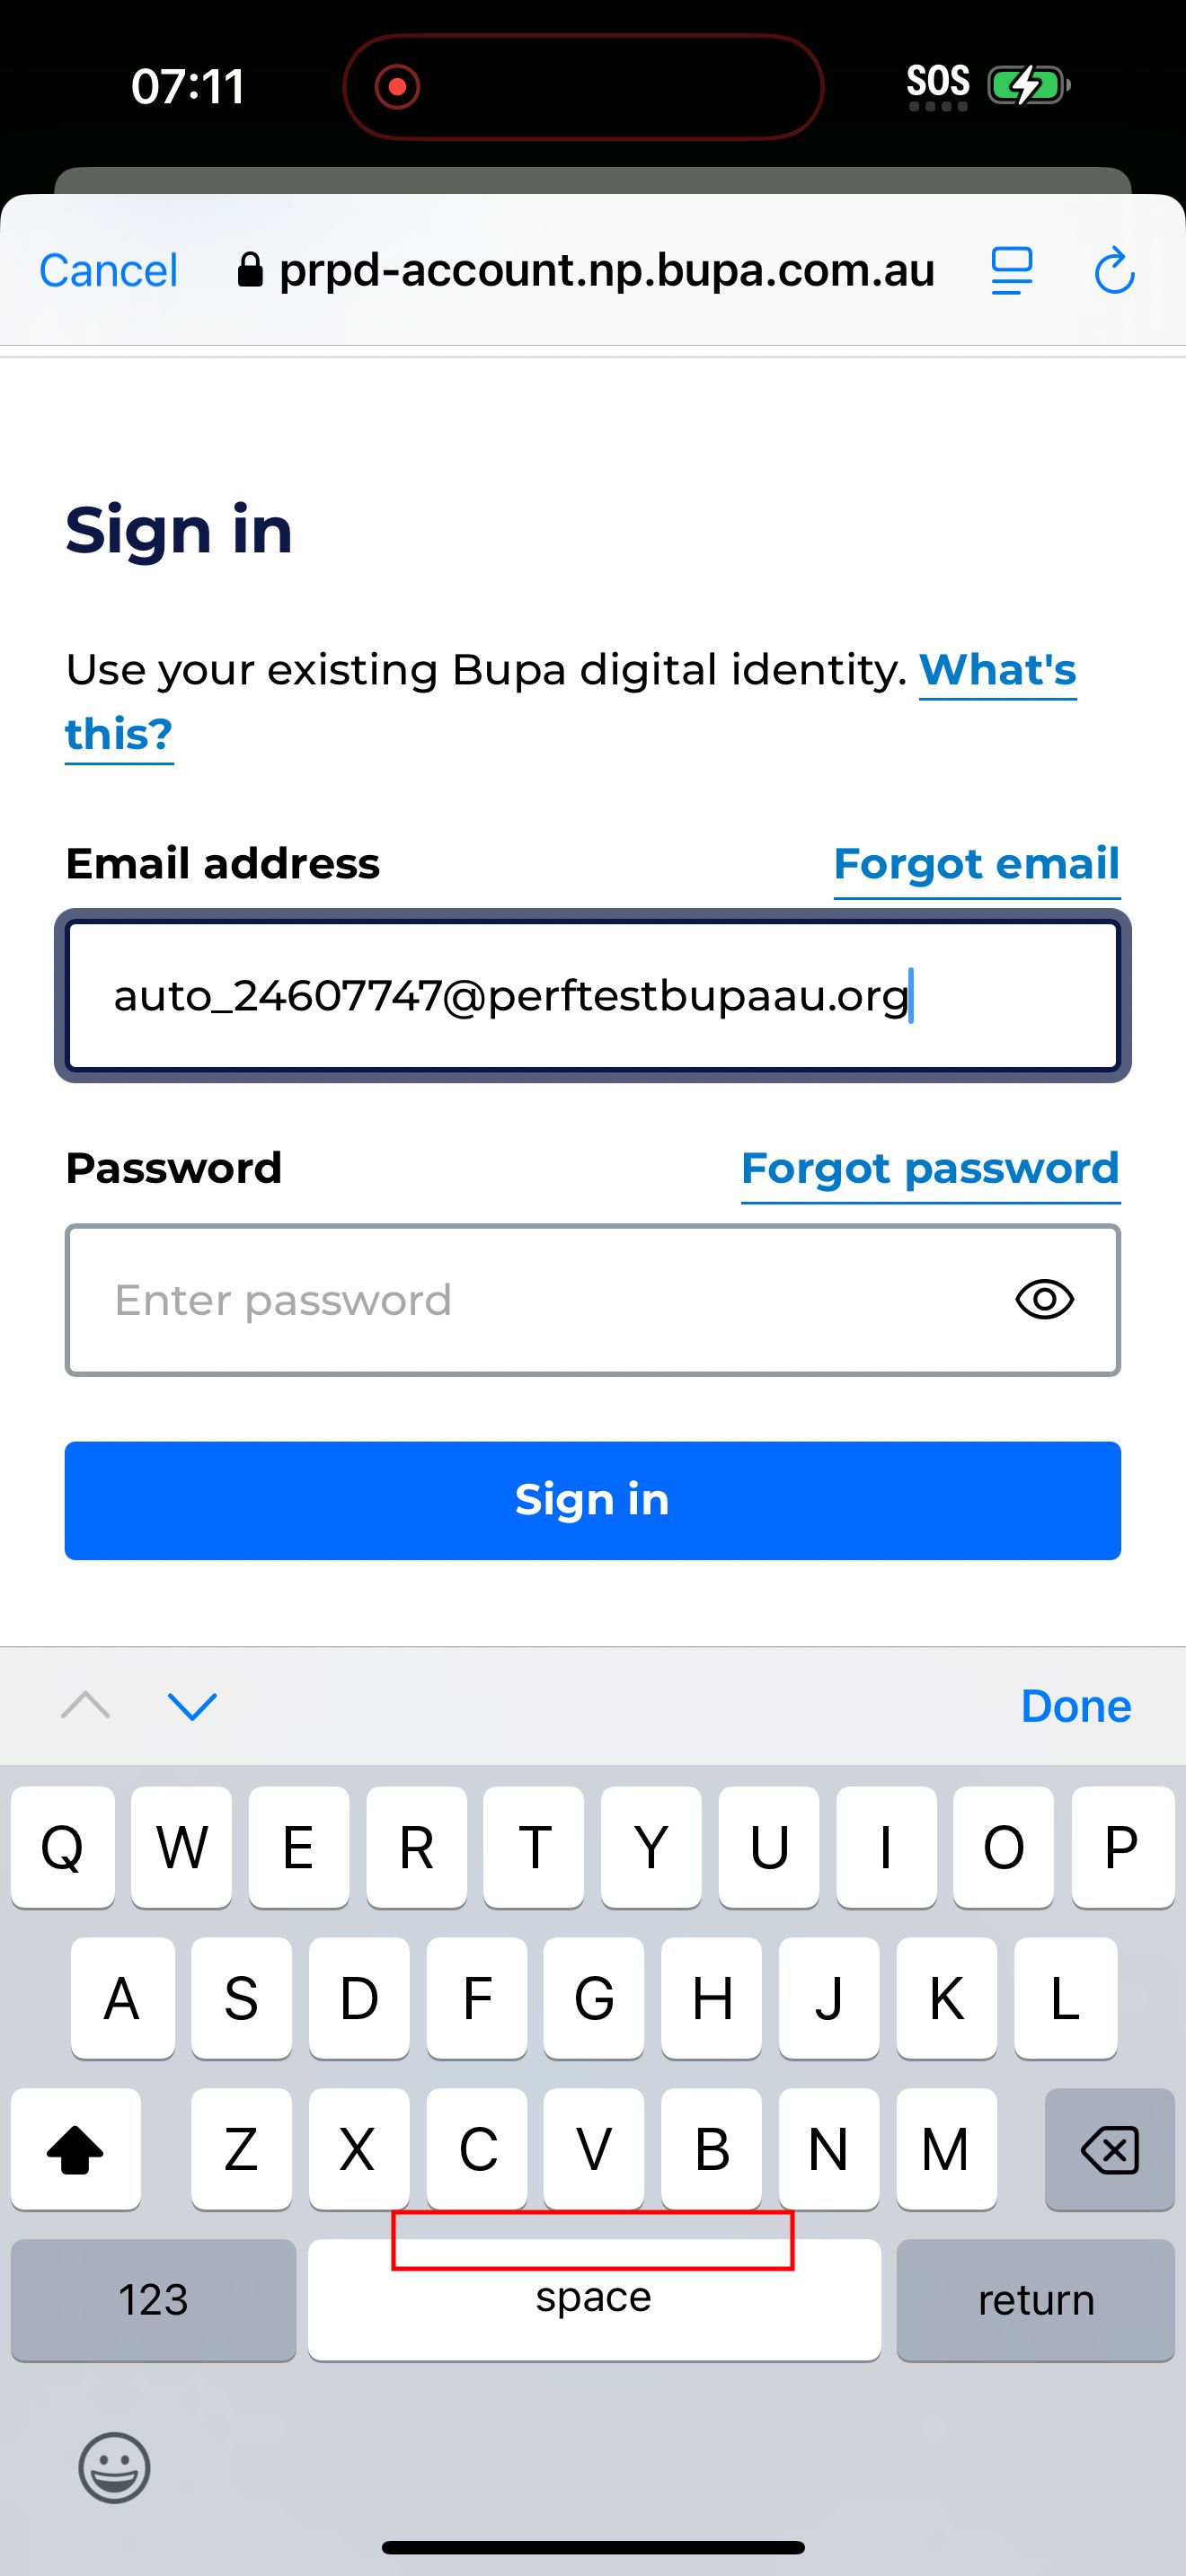 07:11
SOS
Cancel
prpd-account.np.bupa.com.au
Sign in
Use your existing Bupa digital identity. What's
this?
Email address
Forgot email
auto_24607747@perftestbupaau.org
Password
Forgot password
Enter password
Sign in
Done
Q W E R T Y U I O P
A S D F G H J K L
Z X C V B N M
123
space
return